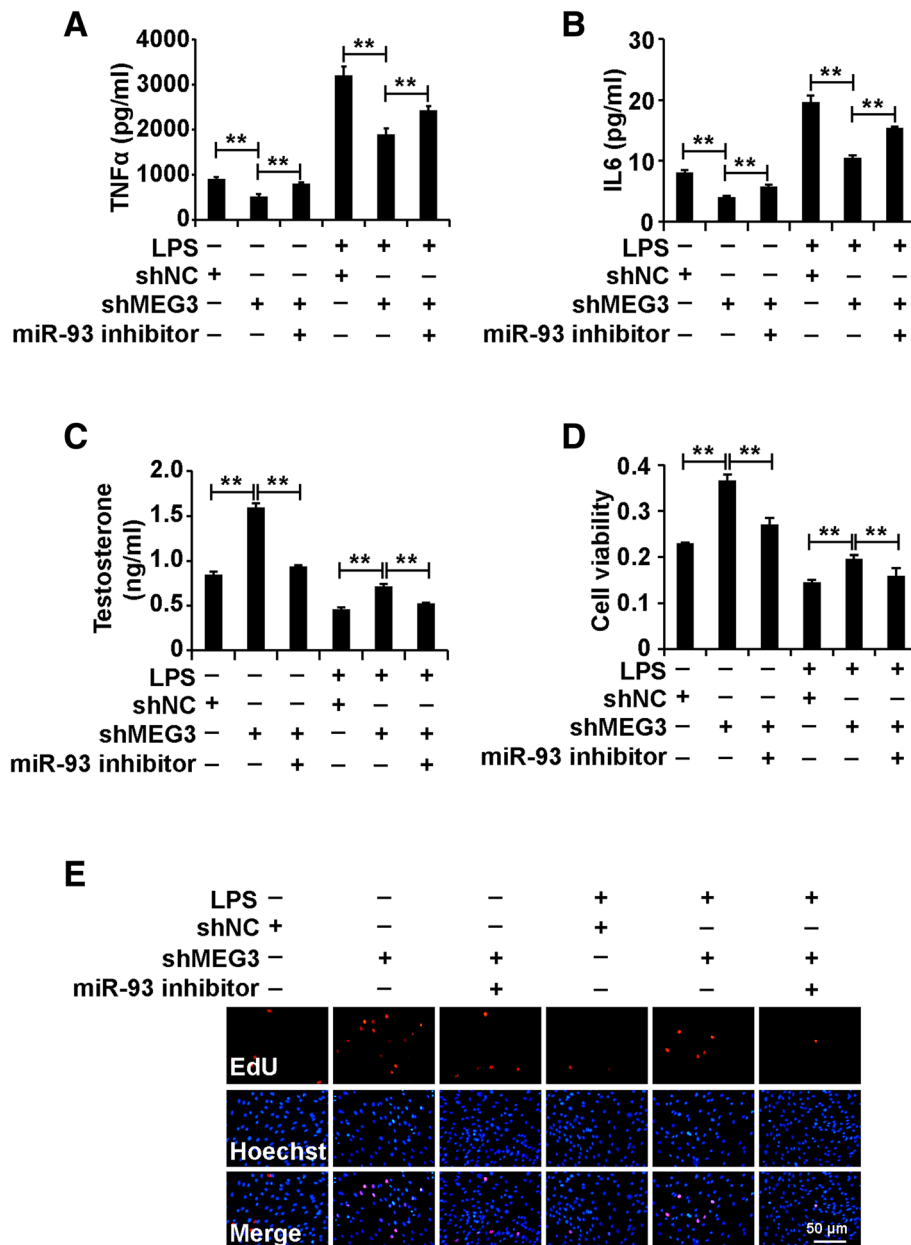 A
4000
3000
2000
1000
0
TNFα (pg/ml)
** ** ** **
LPS – – – + + +
shNC + – – + – –
shMEG3 – + + – + +
miR-93 inhibitor – – + – – +
B
30
20
10
0
IL6 (pg/ml)
** ** ** **
LPS – – – + + +
shNC + – – + – –
shMEG3 – + + – + +
miR-93 inhibitor – – + – – +
C
2.0
1.5
1.0
0.5
0
Testosterone
(ng/ml)
** ** ** **
LPS – – – + + +
shNC + – – + – –
shMEG3 – + + – + +
miR-93 inhibitor – – + – – +
D
0.4
0.3
0.2
0.1
0
Cell viability
** ** ** **
LPS – – – + + +
shNC + – – + – –
shMEG3 – + + – + +
miR-93 inhibitor – – + – – +
E
LPS – – – + + +
shNC + – – + – –
shMEG3 – + + – + +
miR-93 inhibitor – – + – – +
EdU
Hoechst
Merge
50 µm